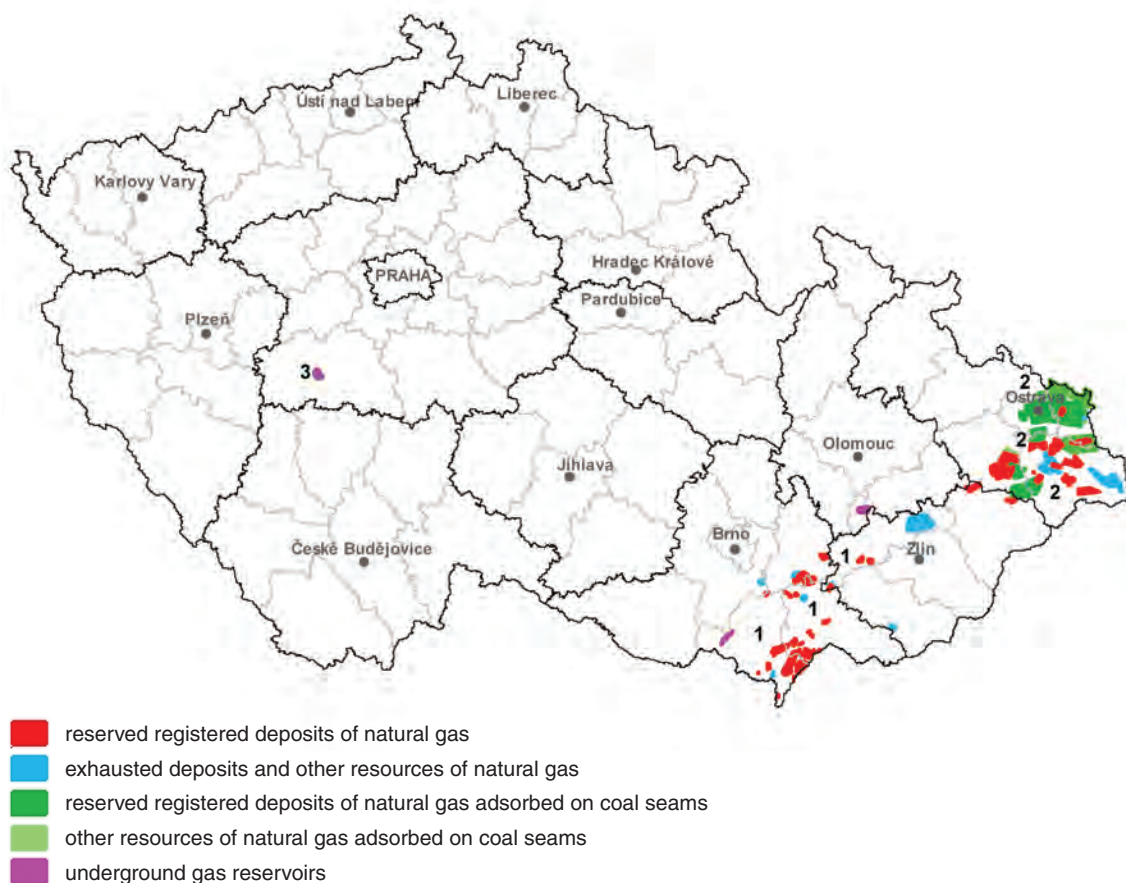 Ústí nad Labem
Liberec
Karlovy Vary
Hradec Králové
PRAHA
Pardubice
Plzeň
3
2
Ostrava
2
Olomouc
Jihlava
2
Brno
České Budějovice
1
Zlín
1
1
reserved registered deposits of natural gas
exhausted deposits and other resources of natural gas
reserved registered deposits of natural gas adsorbed on coal seams
other resources of natural gas adsorbed on coal seams
underground gas reservoirs